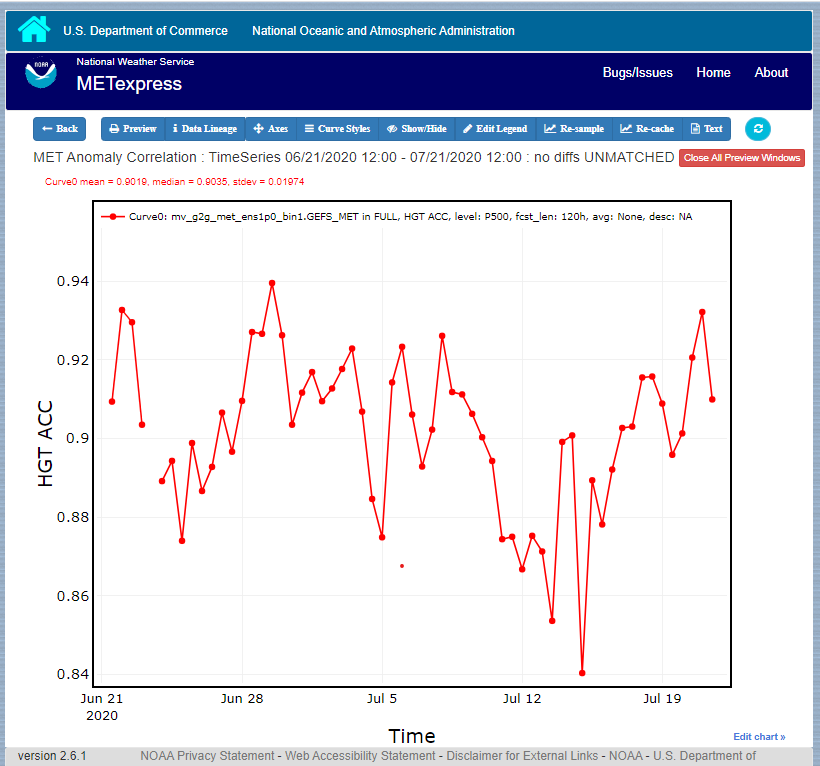 U.S. Department of Commerce National Oceanic and Atmospheric Administration
NOAA
National Weather Service
METexpress
Bugs/Issues Home About
Back Preview Data Lineage Axes Curve Styles Show/Hide Edit Legend Re-sample Re-cache Text
MET Anomaly Correlation : TimeSeries 06/21/2020 12:00 - 07/21/2020 12:00 : no diffs UNMATCHED Close All Preview Windows
Curve0 mean = 0.9019, median = 0.9035, stdev = 0.01974
Curve0: mv_g2g_met_ens1p0_bin1.GEFS_MET in FULL, HGT ACC, level: P500, fcst_len: 120h, avg: None, desc: NA
0.94
0.92
0.9
0.88
0.86
0.84
HGT ACC
Jun 21 Jun 28 Jul 5 Jul 12 Jul 19
2020
Time
Edit chart »
version 2.6.1 NOAA Privacy Statement - Web Accessibility Statement - Disclaimer for External Links - NOAA - U.S. Department of